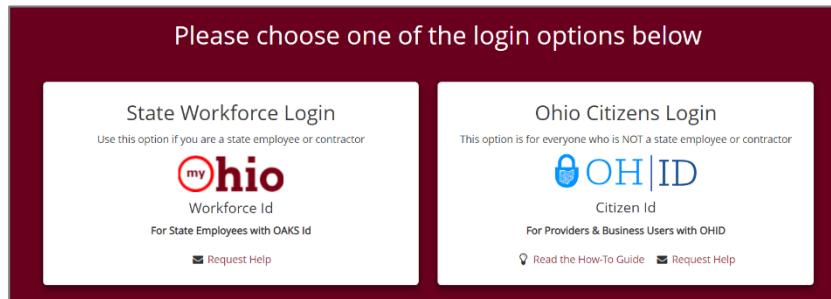 Please choose one of the login options below
State Workforce Login
Use this option if you are a state employee or contractor
myOhio
Workforce Id
For State Employees with OAKS Id
Request Help
Ohio Citizens Login
This option is for everyone who is NOT a state employee or contractor
OH|ID
Citizen Id
For Providers & Business Users with OHID
Read the How-To Guide Request Help